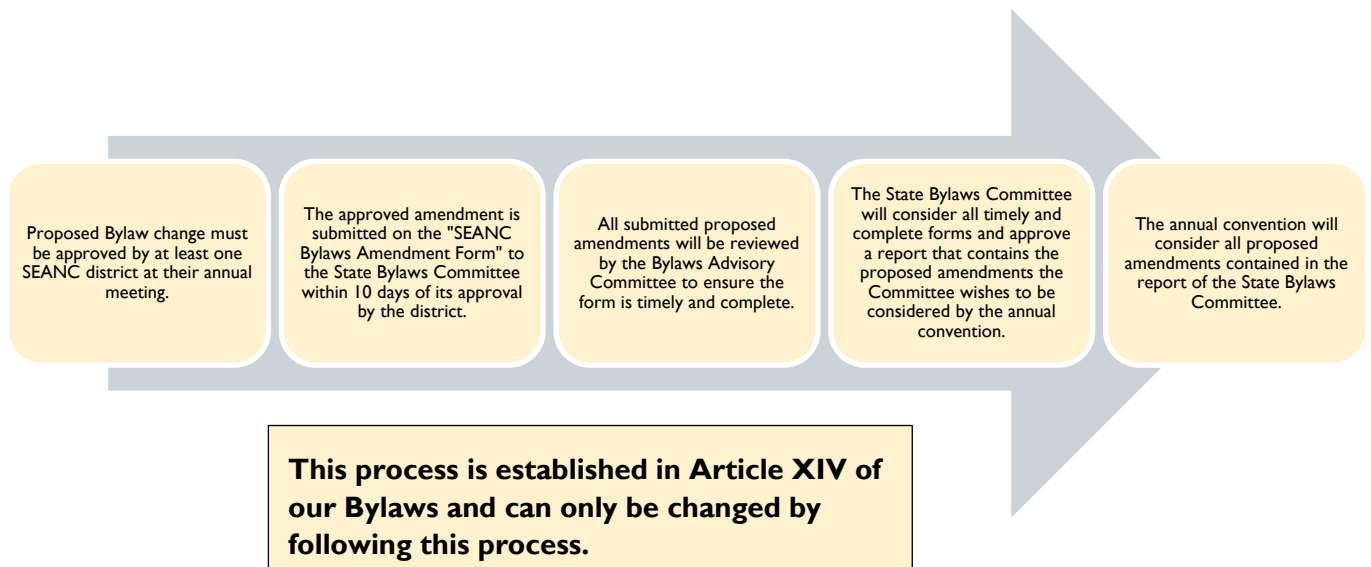 Proposed Bylaw change must
be approved by at least one
SEANC district at their annual
meeting.
The approved amendment is
submitted on the "SEANC
Bylaws Amendment Form" to
the State Bylaws Committee
within 10 days of its approval
by the district.
All submitted proposed
amendments will be reviewed
by the Bylaws Advisory
Committee to ensure the
form is timely and complete.
The State Bylaws Committee
will consider all timely and
complete forms and approve
a report that contains the
proposed amendments the
Committee wishes to be
considered by the annual
convention.
The annual convention will
consider all proposed
amendments contained in the
report of the State Bylaws
Committee.
This process is established in Article XIV of
our Bylaws and can only be changed by
following this process.